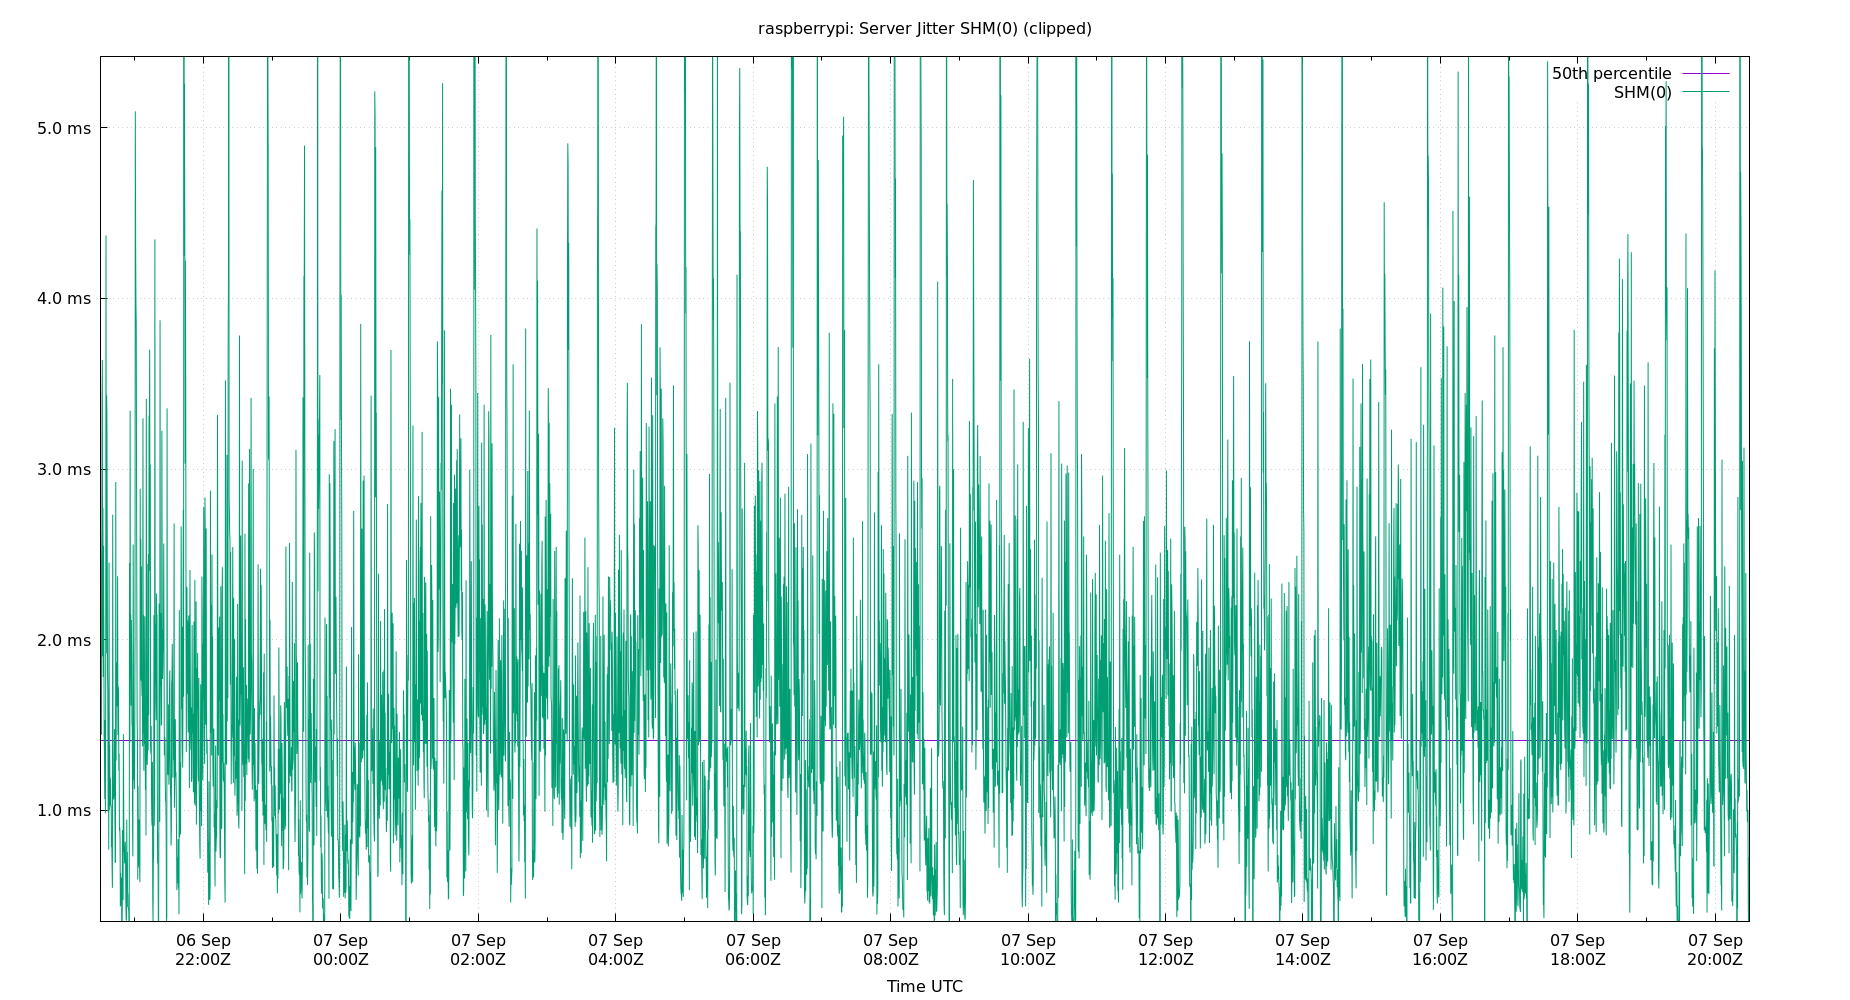 raspberrypi: Server Jitter SHM(0) (clipped)
50th percentile
SHM(0)
5.0 ms
4.0 ms
3.0 ms
2.0 ms
1.0 ms
06 Sep 07 Sep 07 Sep 07 Sep 07 Sep 07 Sep 07 Sep 07 Sep 07 Sep 07 Sep 07 Sep 07 Sep
22:00Z 00:00Z 02:00Z 04:00Z 06:00Z 08:00Z 10:00Z 12:00Z 14:00Z 16:00Z 18:00Z 20:00Z
Time UTC